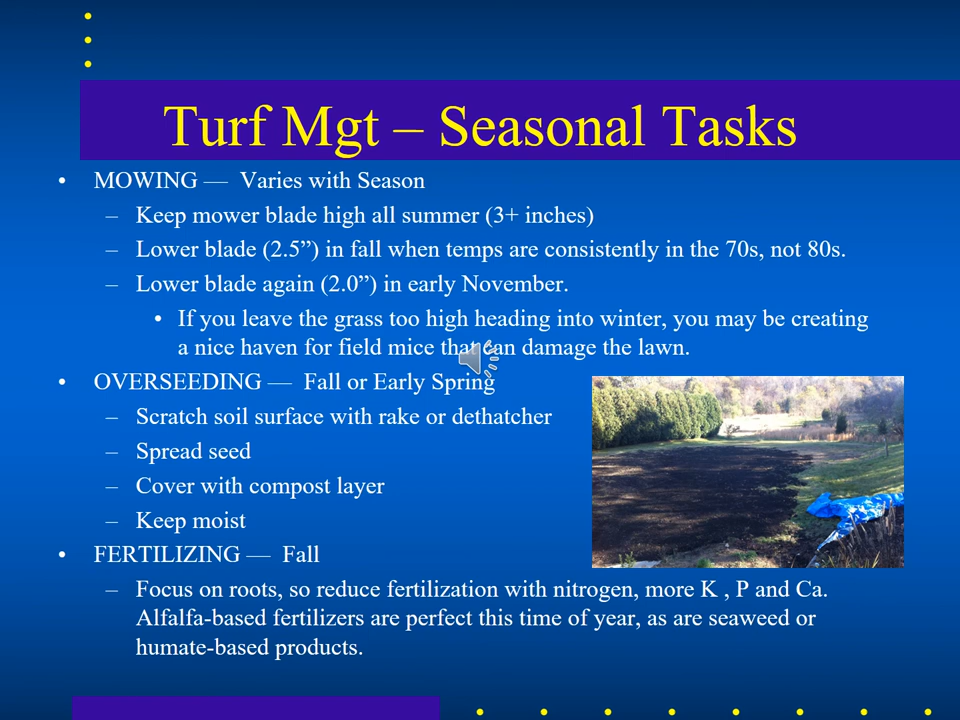 Turf Mgt – Seasonal Tasks
• MOWING — Varies with Season
– Keep mower blade high all summer (3+ inches)
– Lower blade (2.5”) in fall when temps are consistently in the 70s, not 80s.
– Lower blade again (2.0”) in early November.
• If you leave the grass too high heading into winter, you may be creating
a nice haven for field mice that can damage the lawn.
• OVERSEEDING — Fall or Early Spring
– Scratch soil surface with rake or dethatcher
– Spread seed
– Cover with compost layer
– Keep moist
• FERTILIZING — Fall
– Focus on roots, so reduce fertilization with nitrogen, more K , P and Ca.
Alfalfa-based fertilizers are perfect this time of year, as are seaweed or
humate-based products.